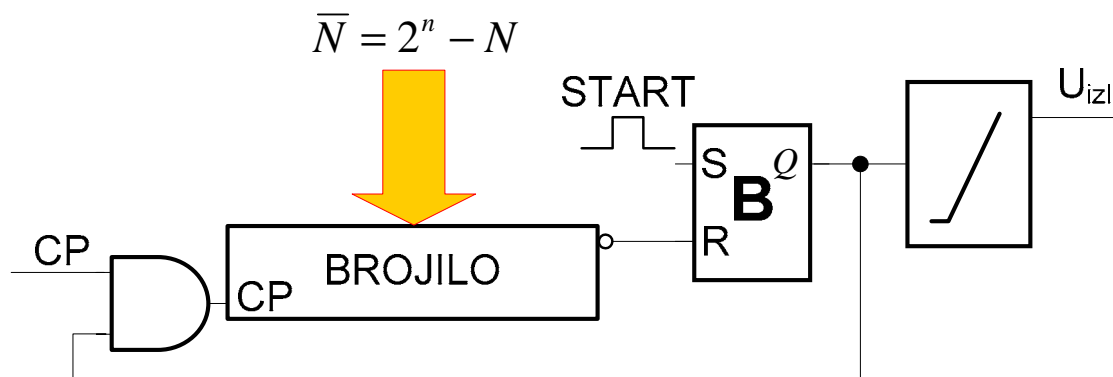 N̅ = 2ⁿ − N
START
U_izl
S Q
B
R
CP
BROJILO
CP